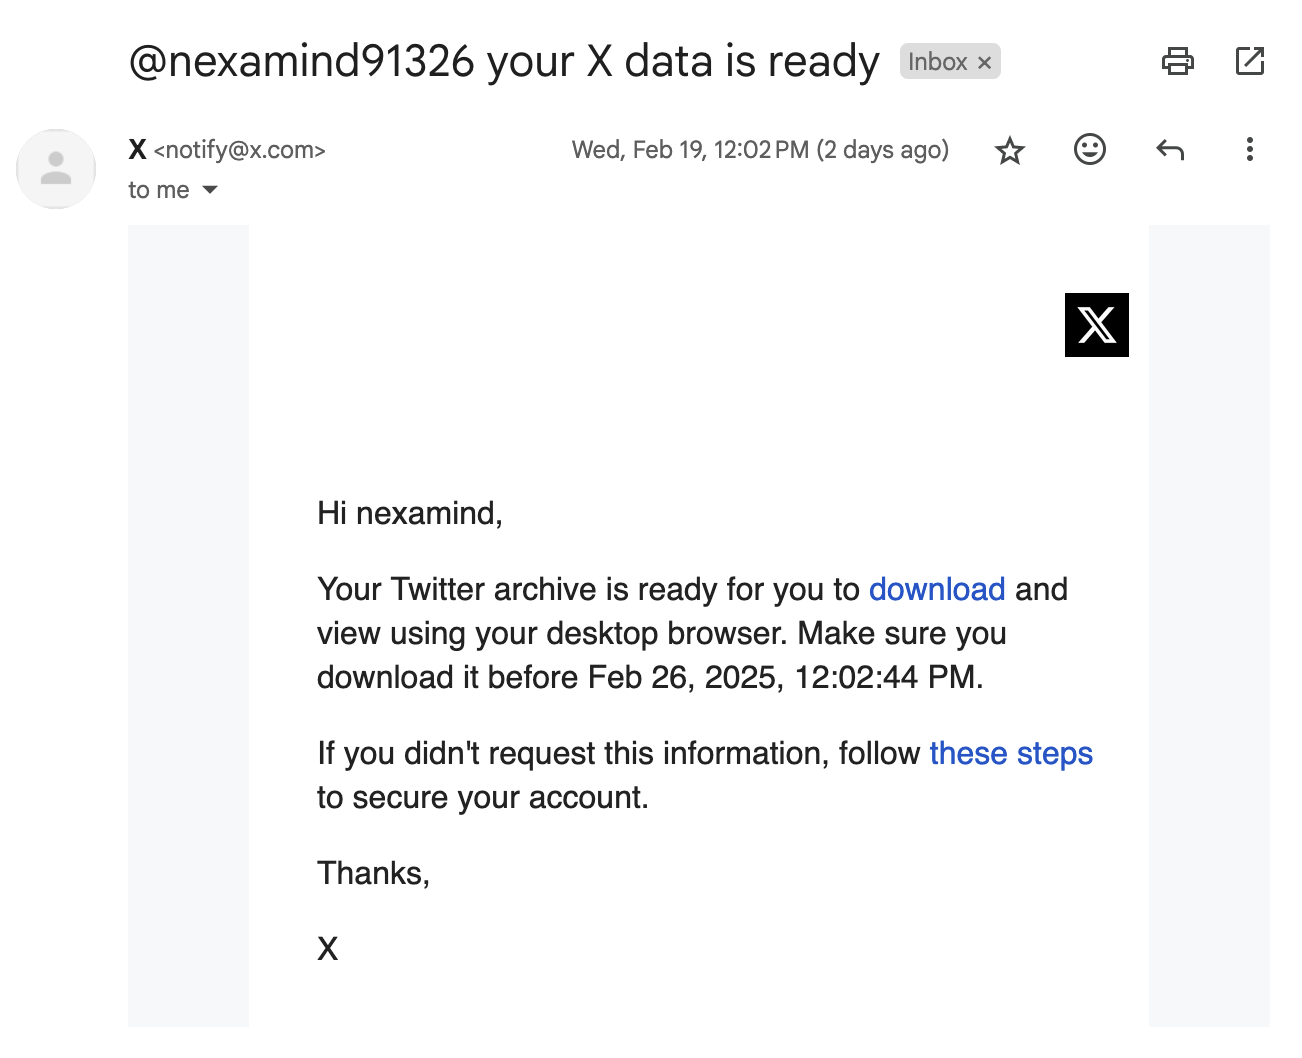 @nexamind91326 your X data is ready Inbox ×
X <notify@x.com> Wed, Feb 19, 12:02 PM (2 days ago)
to me
X
Hi nexamind,
Your Twitter archive is ready for you to download and
view using your desktop browser. Make sure you
download it before Feb 26, 2025, 12:02:44 PM.
If you didn't request this information, follow these steps
to secure your account.
Thanks,
X